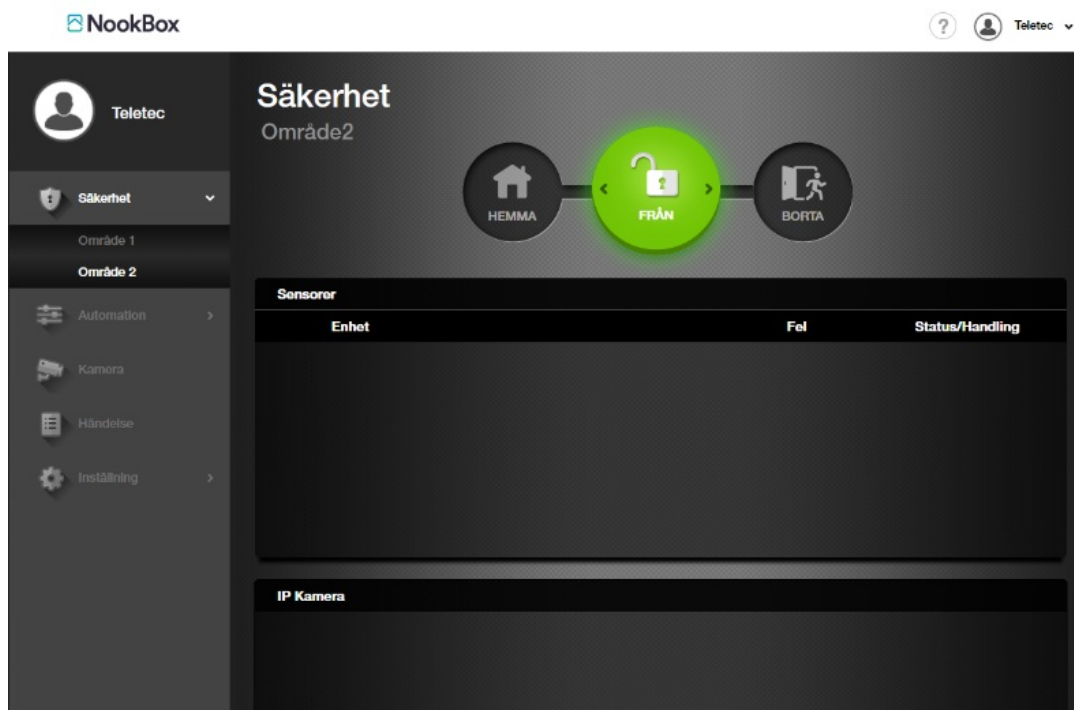 NookBox
? Teletec
Teletec
Säkerhet
Område2
HEMMA
FRÅN
BORTA
Säkerhet
Område 1
Område 2
Automation
Kamera
Händelse
Inställning
Sensorer
Enhet Fel Status/Handling
IP Kamera